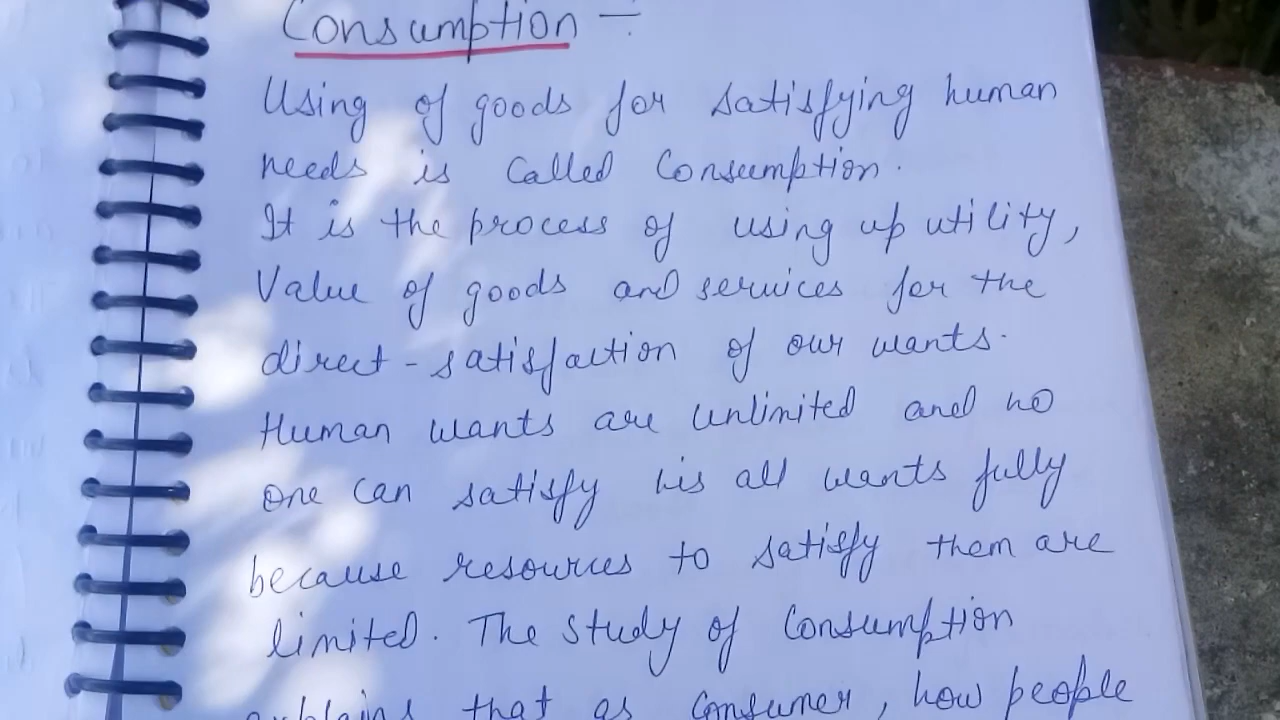 Consumption -:
Using of goods for satisfying human
needs is called Consumption.
It is the process of using up utility,
Value of goods and services for the
direct - satisfaction of our wants.
Human wants are unlimited and no
one can satisfy his all wants fully
because resources to satisfy them are
limited. The study of Consumption
explains that as Consumer, how people